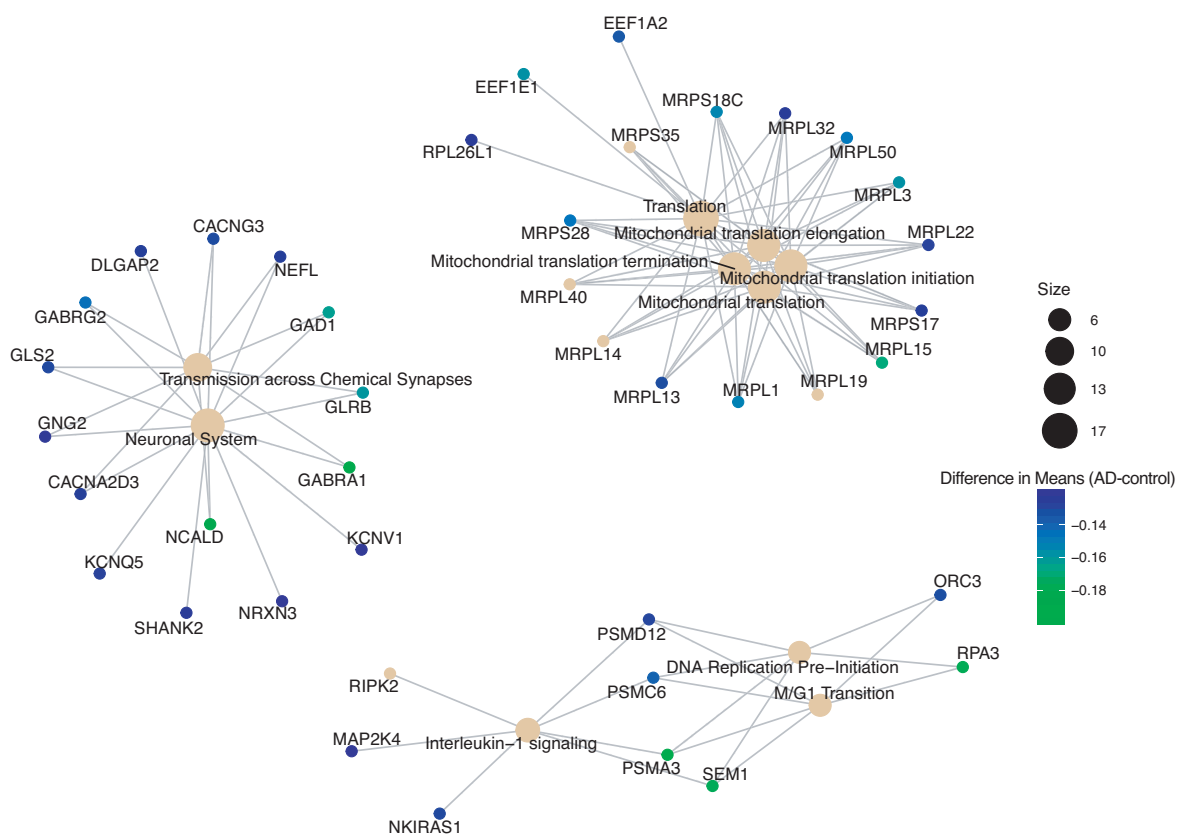 EEF1A2
EEF1E1
MRPS18C
MRPL32
MRPS35
RPL26L1
MRPL50
MRPL3
Translation
CACNG3
MRPS28
Mitochondrial translation elongation
MRPL22
DLGAP2
NEFL
Mitochondrial translation termination
Mitochondrial translation initiation
MRPL40
Mitochondrial translation
GABRG2
GAD1
MRPS17
Size
6
10
13
17
GLS2
MRPL14
MRPL15
Transmission across Chemical Synapses
MRPL13
MRPL1
MRPL19
GLRB
GNG2
Neuronal System
CACNA2D3
GABRA1
Difference in Means (AD-control)
−0.14
−0.16
−0.18
NCALD
KCNV1
KCNQ5
NRXN3
SHANK2
ORC3
PSMD12
RPA3
DNA Replication Pre−Initiation
RIPK2
PSMC6
M/G1 Transition
MAP2K4
Interleukin−1 signaling
PSMA3
SEM1
NKIRAS1